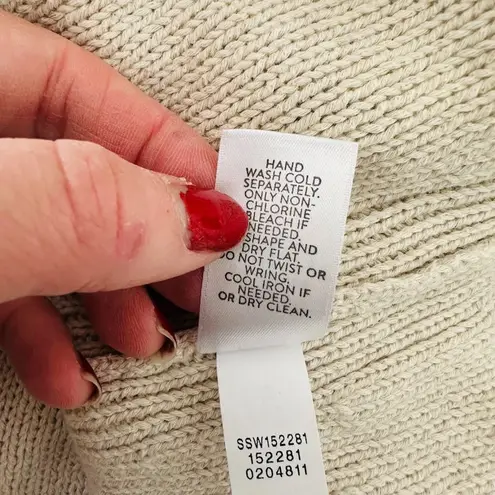 HAND
WASH COLD
SEPARATELY.
ONLY NON-
CHLORINE
BLEACH IF
NEEDED.
SHAPE AND
DRY FLAT.
DO NOT TWIST OR
WRING.
COOL IRON IF
NEEDED.
OR DRY CLEAN.
SSW152281
152281
0204811